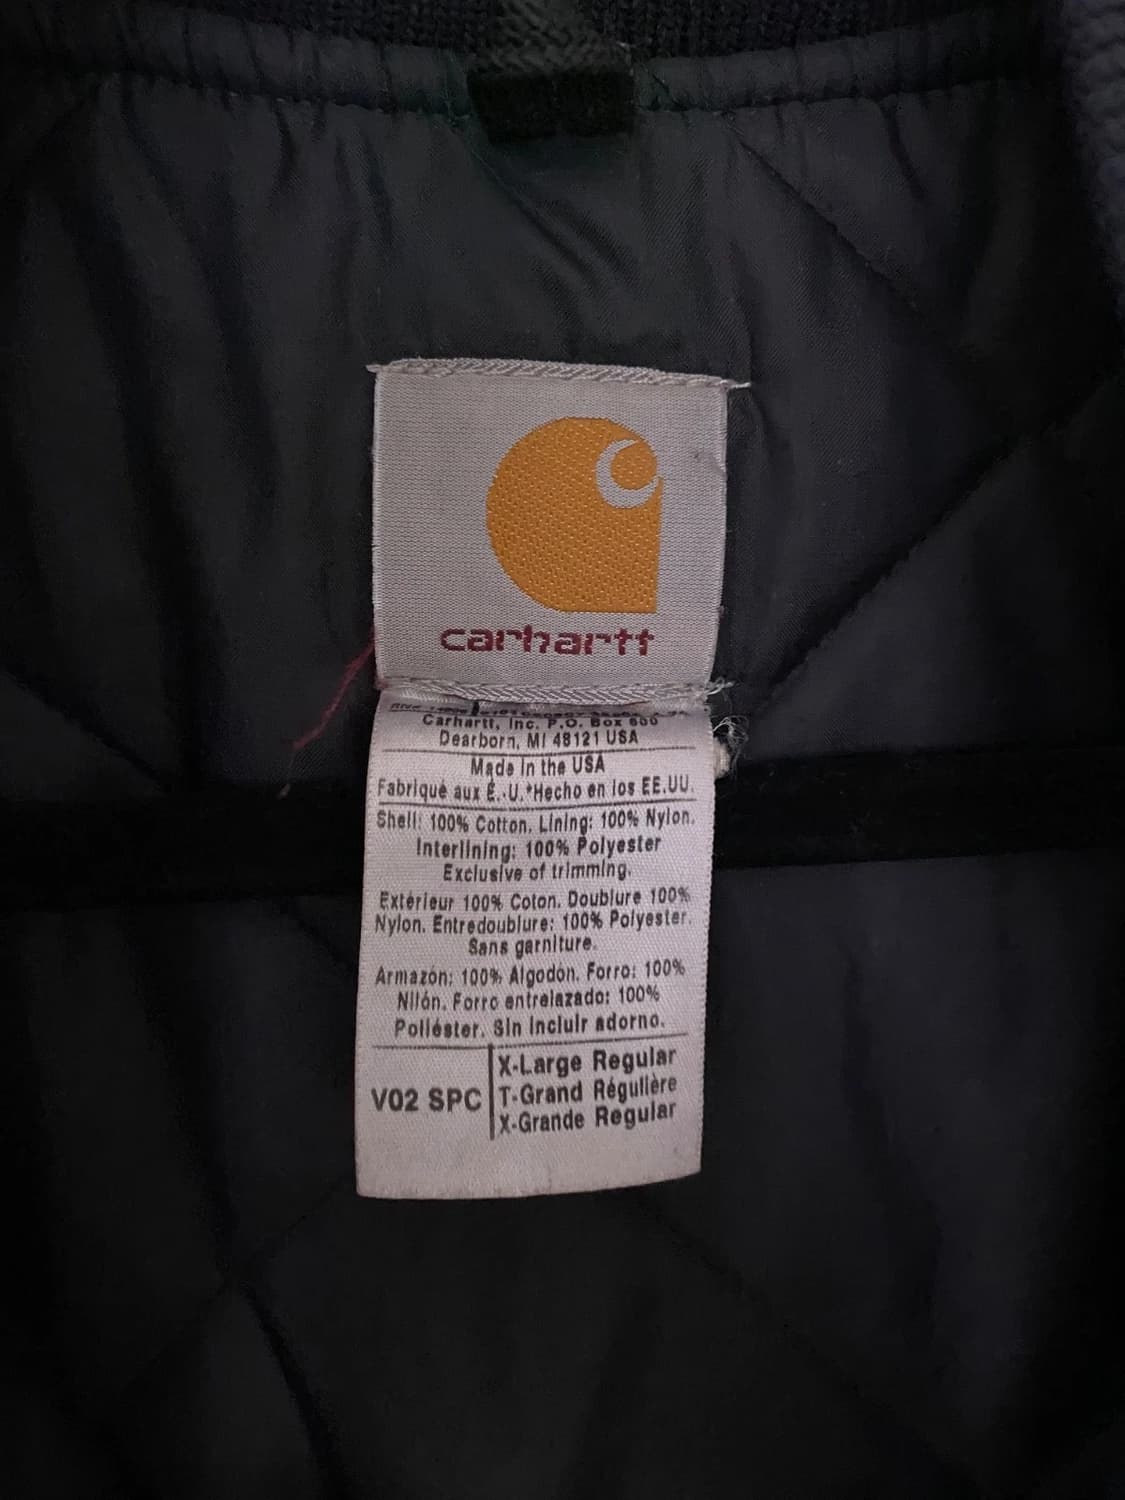 carhartt
Carhartt, Inc. P.O. Box 600
Dearborn, MI 48121 USA
Made in the USA
Fabriqué aux É.-U.*Hecho en los EE.UU.
Shell: 100% Cotton. Lining: 100% Nylon.
Interlining: 100% Polyester
Exclusive of trimming.
Extérieur 100% Coton. Doublure 100%
Nylon. Entredoublure: 100% Polyester.
Sans garniture.
Armazón: 100% Algodón. Forro: 100%
Nilón. Forro entrelazado: 100%
Poliéster. Sin incluir adorno.
V02 SPC
X-Large Regular
T-Grand Régulière
X-Grande Regular